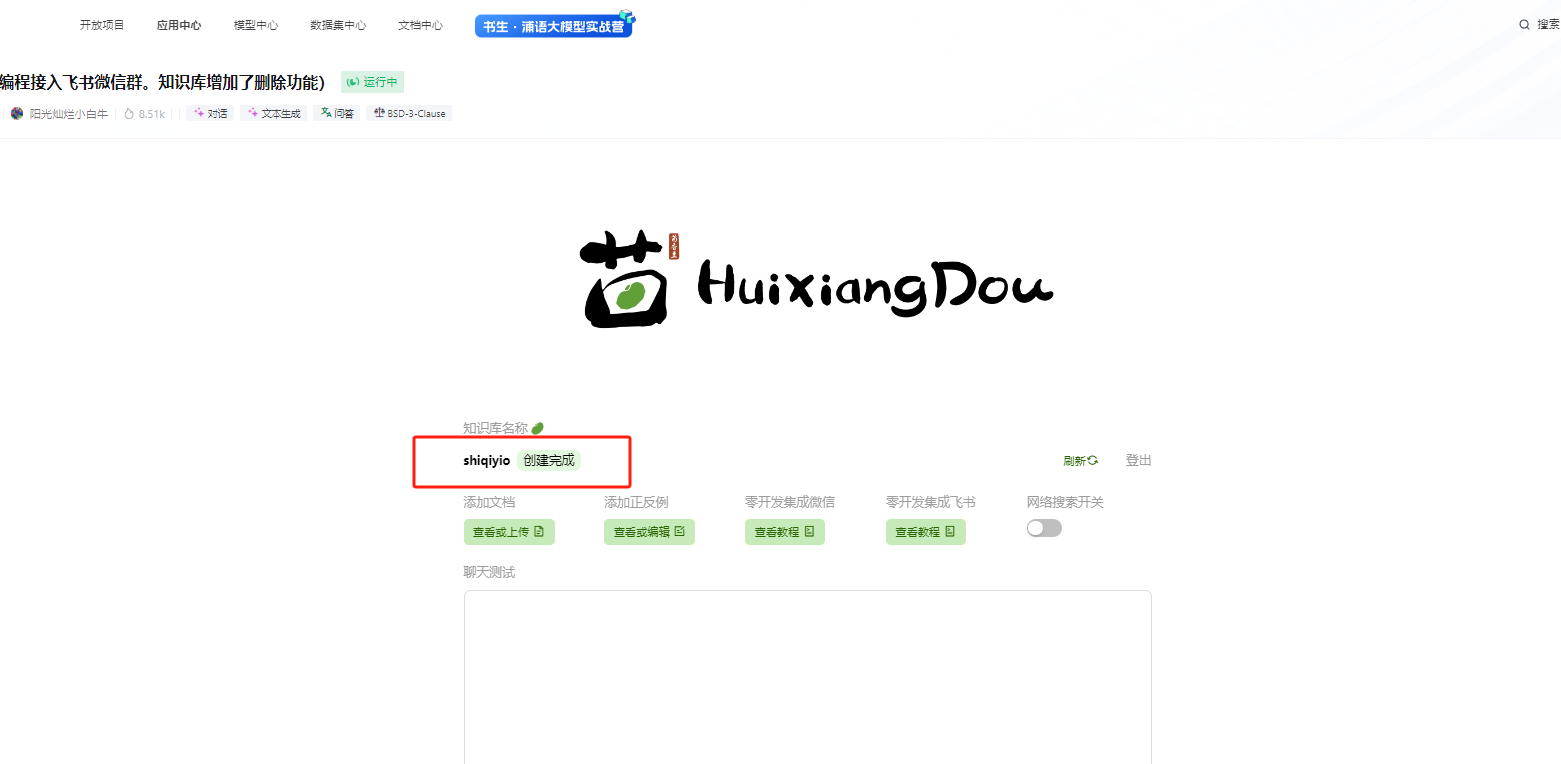 开放项目 应用中心 模型中心 数据集中心 文档中心 书生·浦语大模型实战营 搜索
编程接入飞书微信群。知识库增加了删除功能) 运行中
阳光灿烂小白牛 8.51k 对话 文本生成 问答 BSD-3-Clause
茴 茴香豆 HuixiangDou
知识库名称
shiqiyio 创建完成 刷新 登出
添加文档 添加正反例 零开发集成微信 零开发集成飞书 网络搜索开关
查看或上传 查看或编辑 查看教程 查看教程
聊天测试